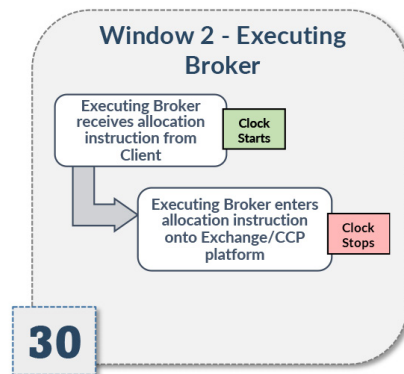 Window 2 - Executing
Broker
Executing Broker
receives allocation
instruction from
Client
Clock
Starts
Executing Broker enters
allocation instruction
onto Exchange/CCP
platform
Clock
Stops
30